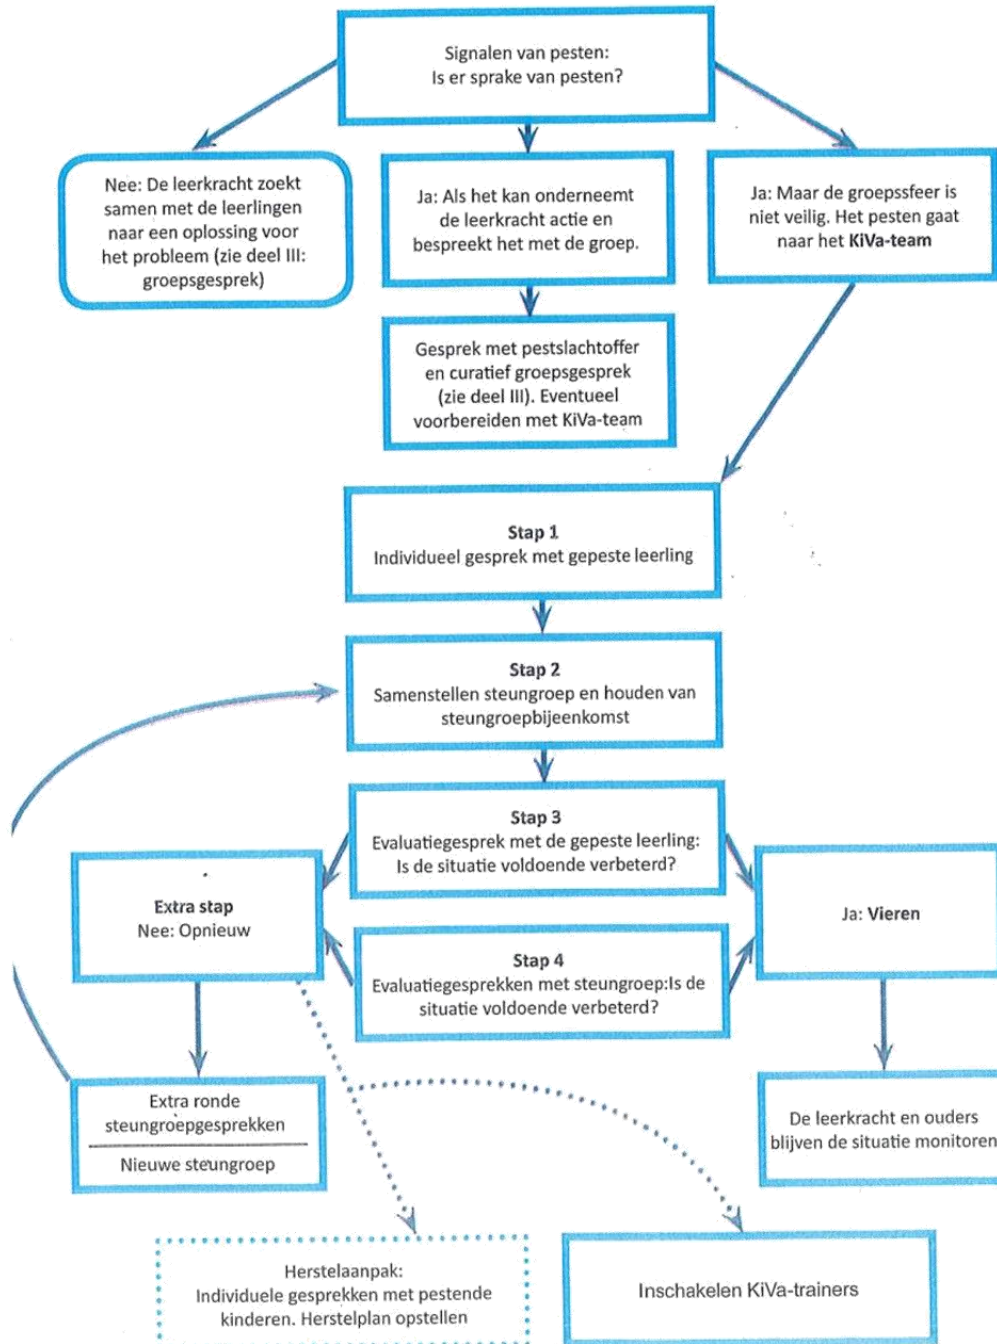 Signalen van pesten:
Is er sprake van pesten?
Nee: De leerkracht zoekt
samen met de leerlingen
naar een oplossing voor
het probleem (zie deel III:
groepsgesprek)
Ja: Als het kan onderneemt
de leerkracht actie en
bespreekt het met de groep.
Ja: Maar de groepssfeer is
niet veilig. Het pesten gaat
naar het KiVa-team
Gesprek met pestslachtoffer
en curatief groepsgesprek
(zie deel III). Eventueel
voorbereiden met KiVa-team
Stap 1
Individueel gesprek met gepeste leerling
Stap 2
Samenstellen steungroep en houden van
steungroepbijeenkomst
Stap 3
Evaluatiegesprek met de gepeste leerling:
Is de situatie voldoende verbeterd?
Extra stap
Nee: Opnieuw
Ja: Vieren
Stap 4
Evaluatiegesprekken met steungroep:Is de
situatie voldoende verbeterd?
Extra ronde
steungroepgesprekken
Nieuwe steungroep
De leerkracht en ouders
blijven de situatie monitoren
Herstelaanpak:
Individuele gesprekken met pestende
kinderen. Herstelplan opstellen
Inschakelen KiVa-trainers